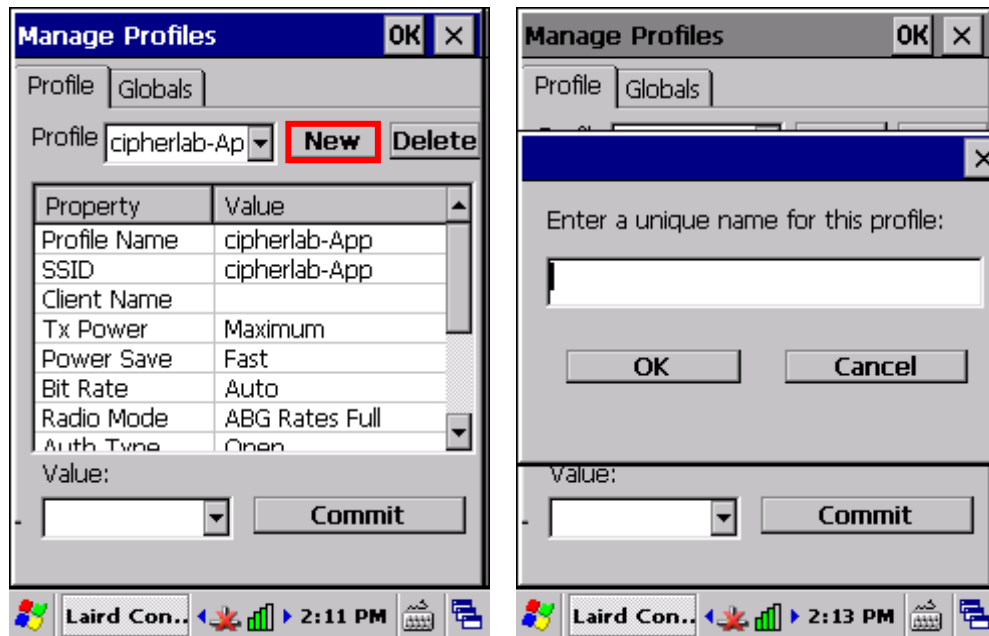 Manage Profiles OK ×
Profile Globals
Profile cipherlab-Ap New Delete
Property Value
Profile Name cipherlab-App
SSID cipherlab-App
Client Name
Tx Power Maximum
Power Save Fast
Bit Rate Auto
Radio Mode ABG Rates Full
Auth Type Open
Value:
Commit
Laird Con.. 2:11 PM
Manage Profiles OK ×
Profile Globals
Enter a unique name for this profile:
OK Cancel
Value:
Commit
Laird Con.. 2:13 PM